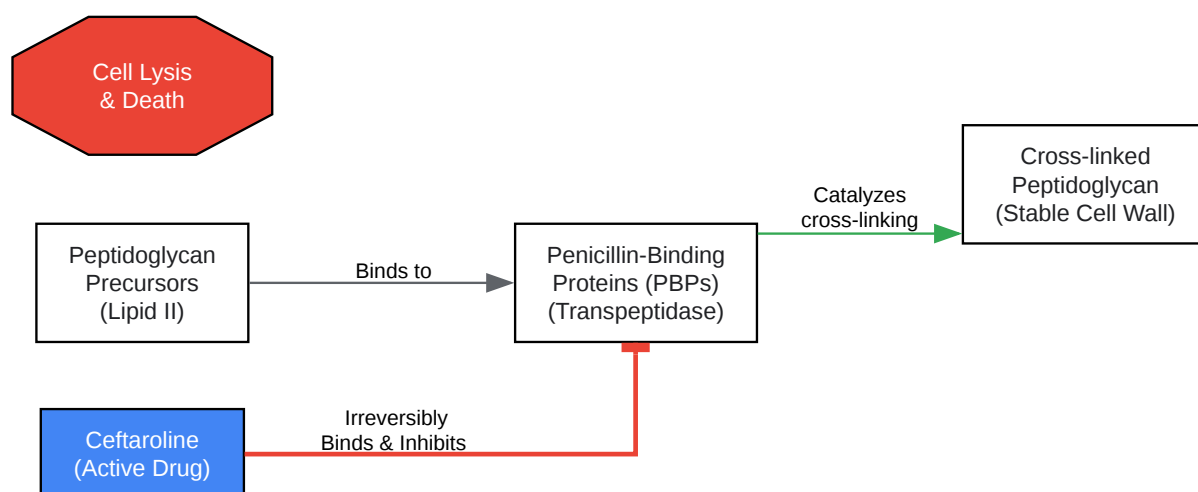 Cell Lysis
& Death
Peptidoglycan
Precursors
(Lipid II)
Binds to
Penicillin-Binding
Proteins (PBPs)
(Transpeptidase)
Catalyzes
cross-linking
Cross-linked
Peptidoglycan
(Stable Cell Wall)
Ceftaroline
(Active Drug)
Irreversibly
Binds & Inhibits